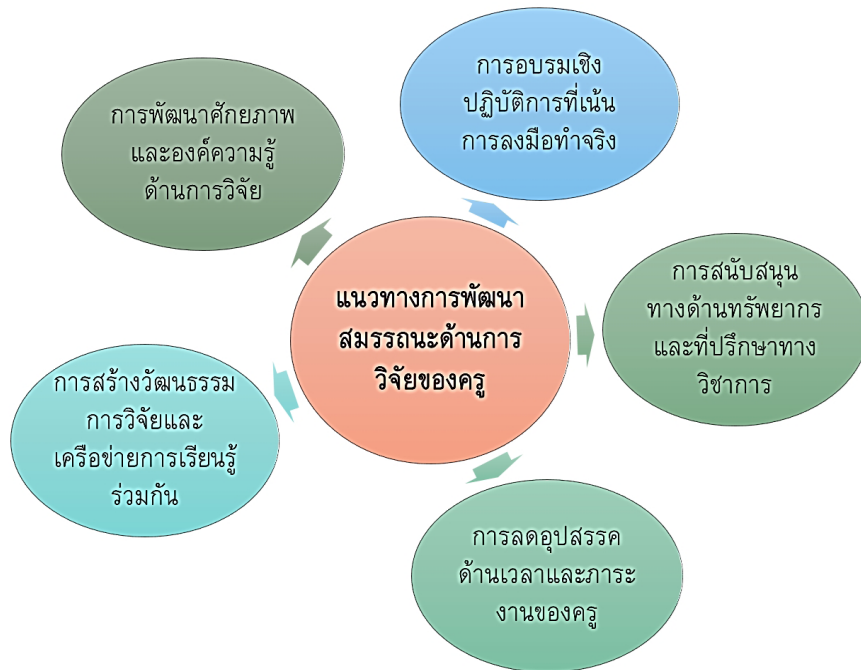 การอบรมเชิง
ปฏิบัติการที่เน้น
การลงมือทำจริง
การพัฒนาศักยภาพ
และองค์ความรู้
ด้านการวิจัย
แนวทางการพัฒนา
สมรรถนะด้านการ
วิจัยของครู
การสนับสนุน
ทางด้านทรัพยากร
และที่ปรึกษาทาง
วิชาการ
การสร้างวัฒนธรรม
การวิจัยและ
เครือข่ายการเรียนรู้
ร่วมกัน
การลดอุปสรรค
ด้านเวลาและภาระ
งานของครู